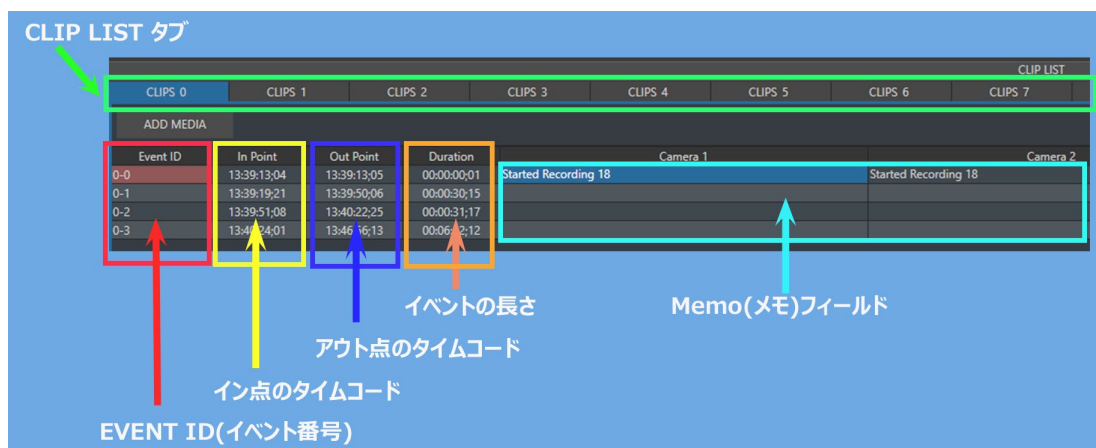 CLIP LIST タブ
CLIP LIST
CLIPS 0 CLIPS 1 CLIPS 2 CLIPS 3 CLIPS 4 CLIPS 5 CLIPS 6 CLIPS 7
ADD MEDIA
Event ID In Point Out Point Duration Camera 1 Camera 2
0-0 13:39:13;04 13:39:13;05 00:00:00;01 Started Recording 18 Started Recording 18
0-1 13:39:19;21 13:39:50;06 00:00:30;15
0-2 13:39:51;08 13:40:22;25 00:00:31;17
0-3
イベントの長さ
Memo(メモ)フィールド
アウト点のタイムコード
イン点のタイムコード
EVENT ID(イベント番号)